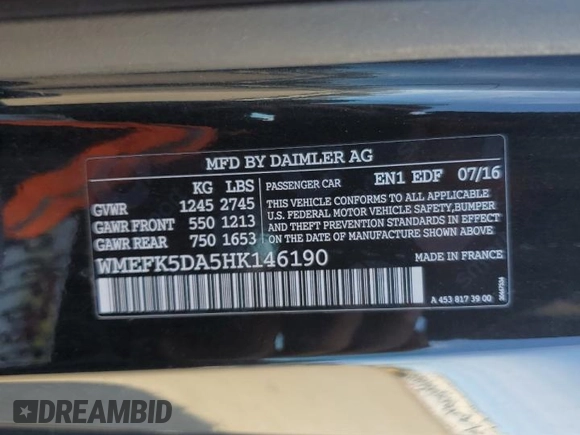 MFD BY DAIMLER AG
KG LBS
GVWR 1245 2745
GAWR FRONT 550 1213
GAWR REAR 750 1653
PASSENGER CAR EN1 EDF 07/16
THIS VEHICLE CONFORMS TO ALL APPLICABLE
U.S. FEDERAL MOTOR VEHICLE SAFETY,BUMPER
AND THEFT PREVENTION STANDARDS IN EFFECT
ON THE DATE OF MANUFACTURE SHOWN ABOVE.
WMEFK5DA5HK146190
MADE IN FRANCE
A 453 817 39 00
DREAMBID